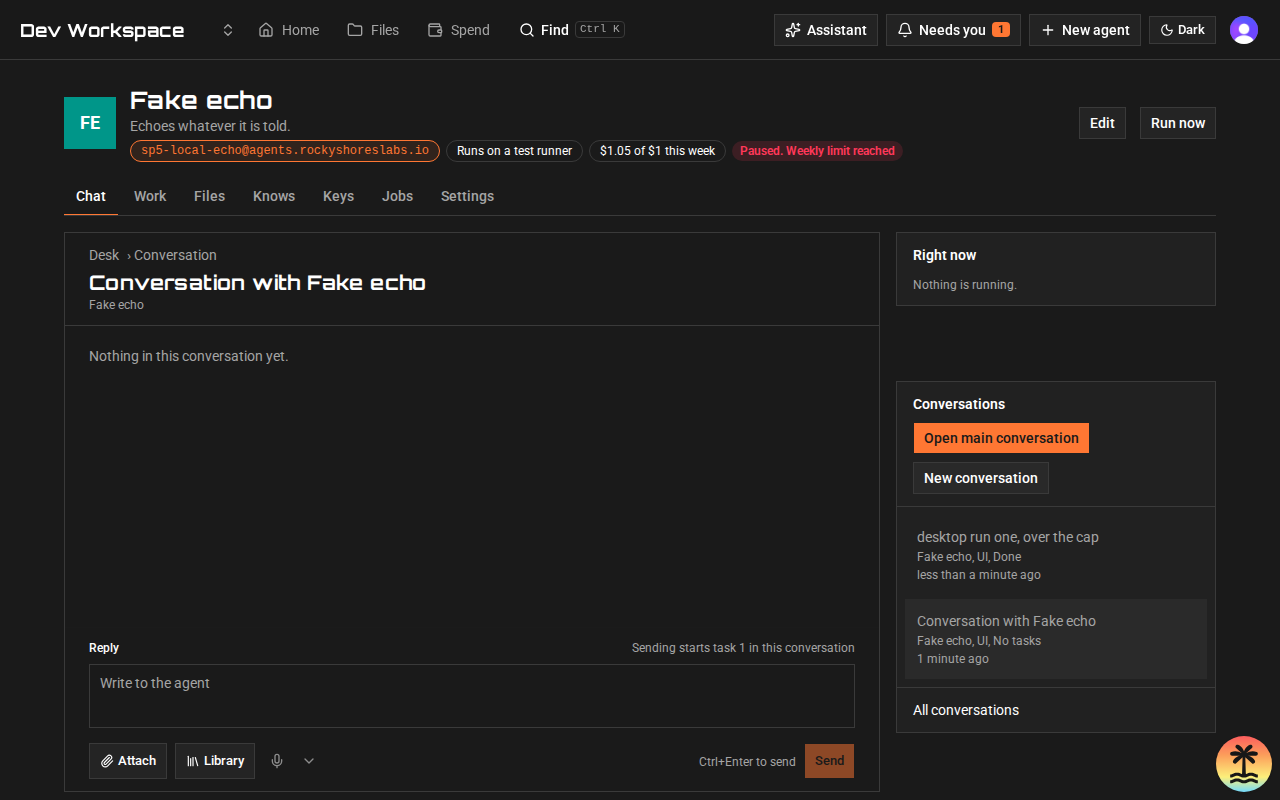 Dev Workspace
Home
Files
Spend
Find Ctrl K
Assistant
Needs you 1
New agent
Dark
FE
Fake echo
Echoes whatever it is told.
sp5-local-echo@agents.rockyshoreslabs.io
Runs on a test runner
$1.05 of $1 this week
Paused. Weekly limit reached
Edit
Run now
Chat
Work
Files
Knows
Keys
Jobs
Settings
Desk › Conversation
Conversation with Fake echo
Fake echo
Nothing in this conversation yet.
Reply
Sending starts task 1 in this conversation
Write to the agent
Attach
Library
Ctrl+Enter to send
Send
Right now
Nothing is running.
Conversations
Open main conversation
New conversation
desktop run one, over the cap
Fake echo, UI, Done
less than a minute ago
Conversation with Fake echo
Fake echo, UI, No tasks
1 minute ago
All conversations